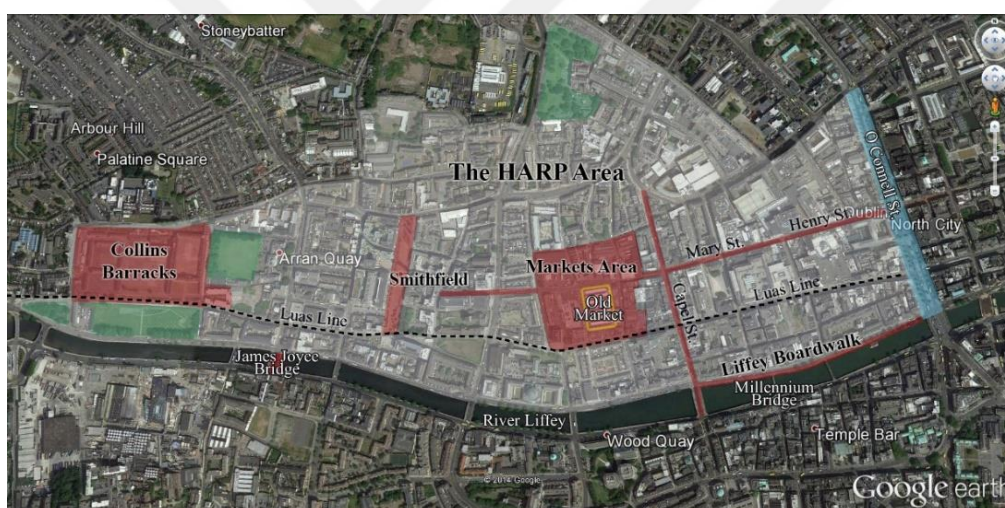 Stoneybatter
Arbour Hill
Palatine Square
The HARP Area
O Connell St.
Henry St.
Dublin
North City
Mary St.
Collins
Barracks
Arran Quay
Smithfield
Markets Area
Old
Market
Capel St.
Luas Line
Luas Line
Liffey Boardwalk
James Joyce
Bridge
Millennium
Bridge
River Liffey
Wood Quay
Temple Bar
© 2014 Google
Google earth